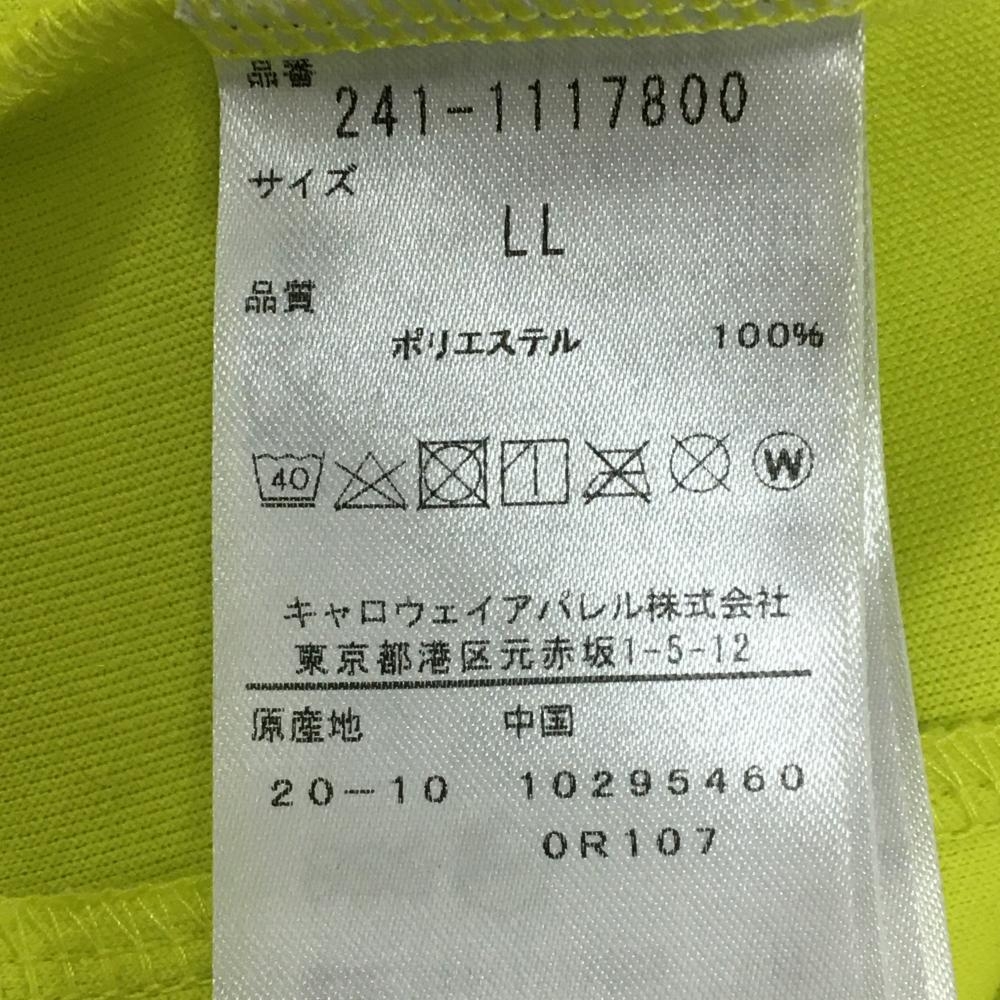 品番
241-1117800
サイズ
LL
品質
ポリエステル 100%
40 W
キャロウェイアパレル株式会社
東京都港区元赤坂1-5-12
原産地 中国
20-10 10295460
0R107